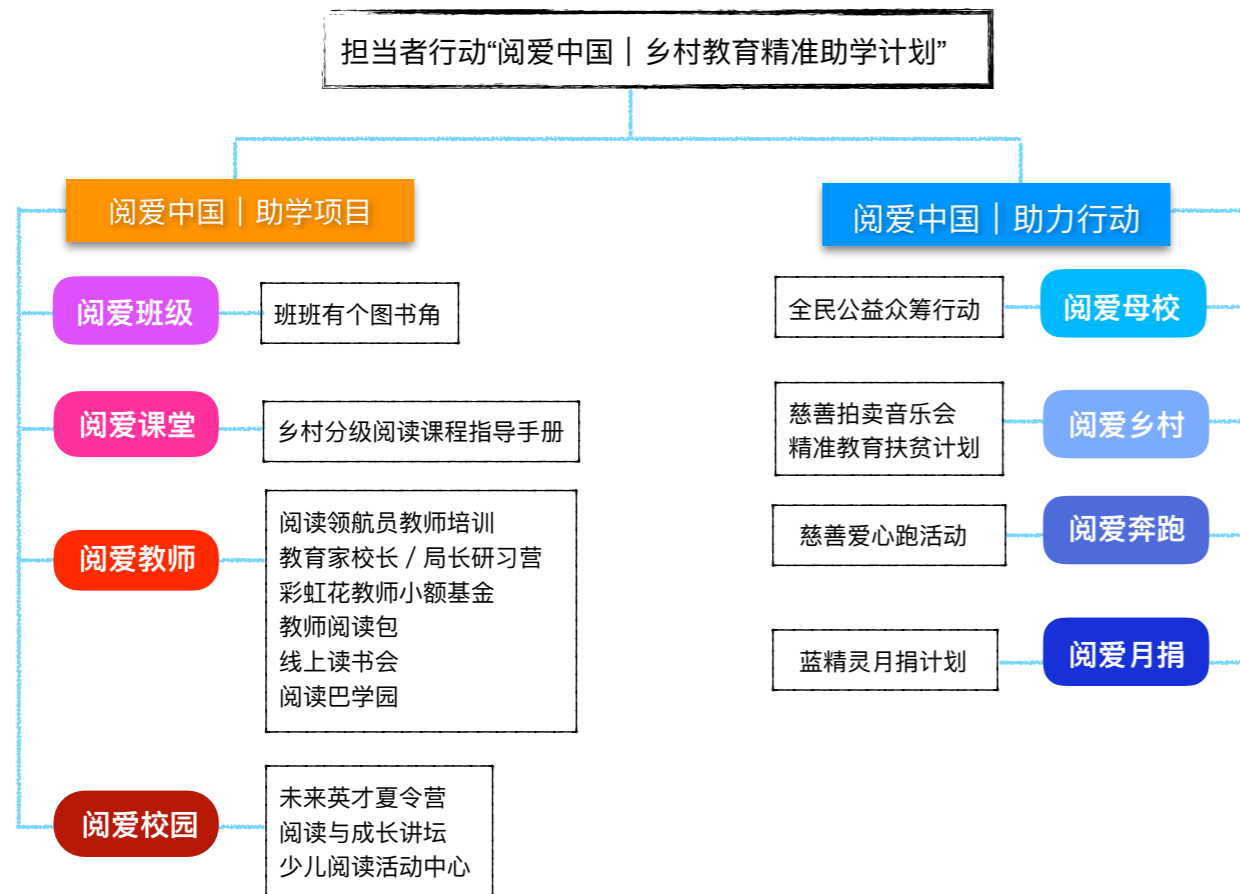 担当者行动“阅爱中国｜乡村教育精准助学计划”
阅爱中国｜助学项目
阅爱班级
班班有个图书角
阅爱课堂
乡村分级阅读课程指导手册
阅爱教师
阅读领航员教师培训
教育家校长 / 局长研习营
彩虹花教师小额基金
教师阅读包
线上读书会
阅读巴学园
阅爱校园
未来英才夏令营
阅读与成长讲坛
少儿阅读活动中心
阅爱中国｜助力行动
全民公益众筹行动
阅爱母校
慈善拍卖音乐会
精准教育扶贫计划
阅爱乡村
慈善爱心跑活动
阅爱奔跑
蓝精灵月捐计划
阅爱月捐